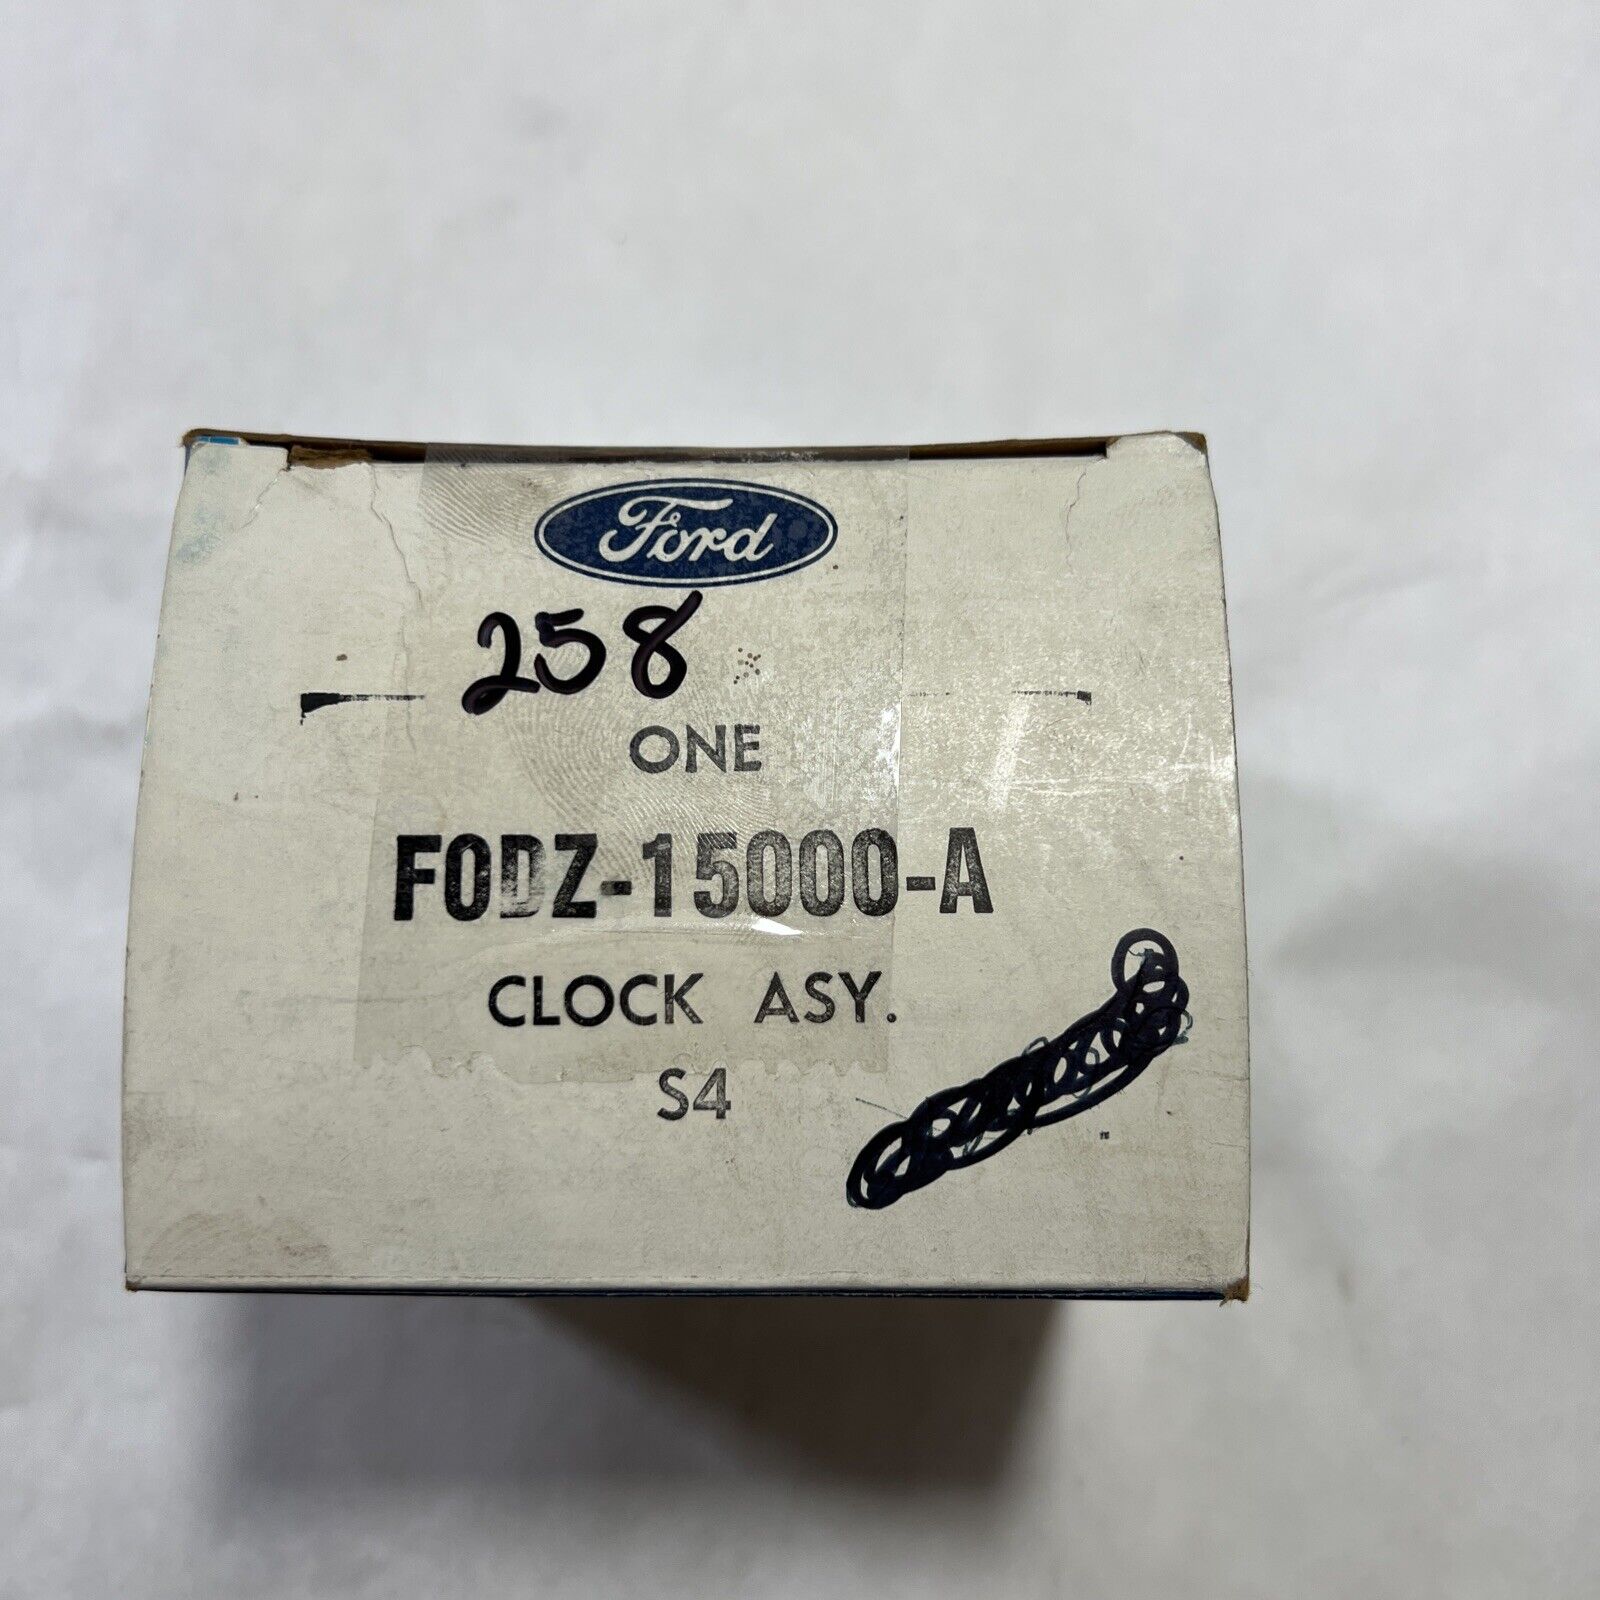 Ford
258
ONE
F0DZ-15000-A
CLOCK ASY.
S4